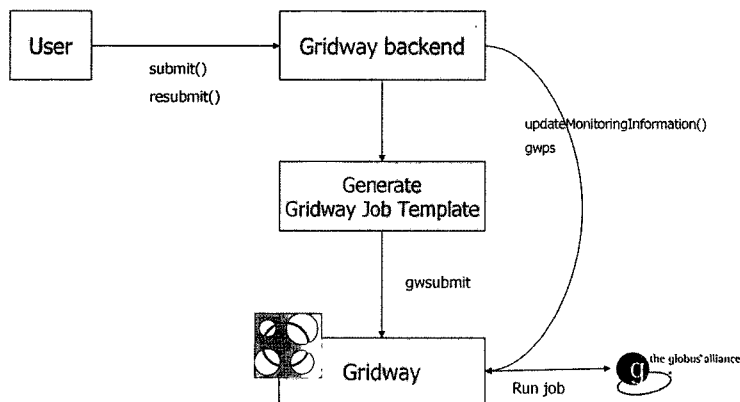 User
Gridway backend
submit()
resubmit()
updateMonitoringInformation()
gwps
Generate
Gridway Job Template
gwsubmit
Gridway
Run job
g
the globus alliance